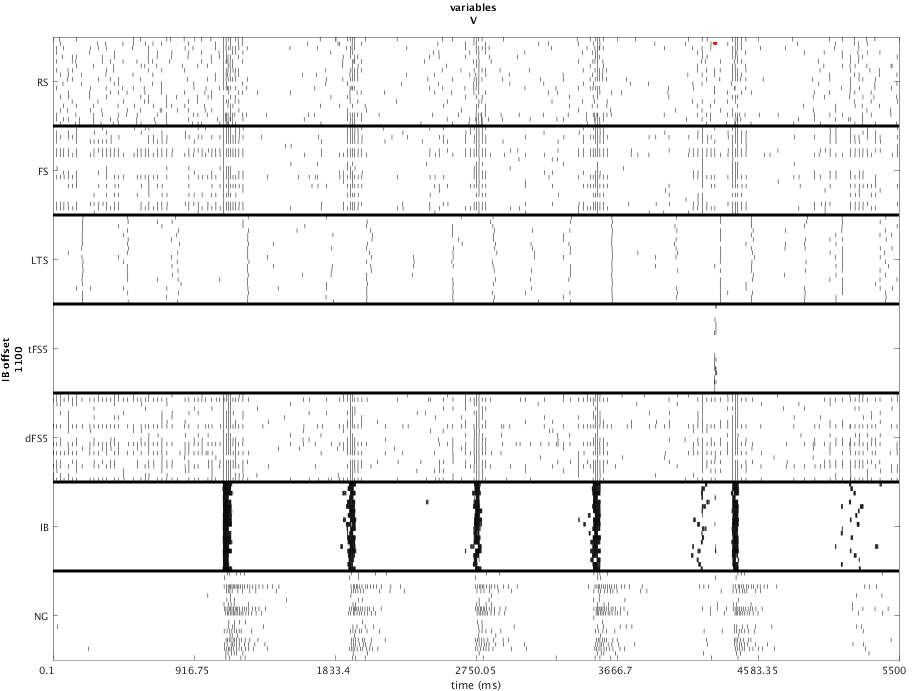 variables
V
RS
FS
LTS
tFS5
IB offset
1100
dFS5
IB
NG
0.1 916.75 1833.4 2750.05 3666.7 4583.35 5500
time (ms)